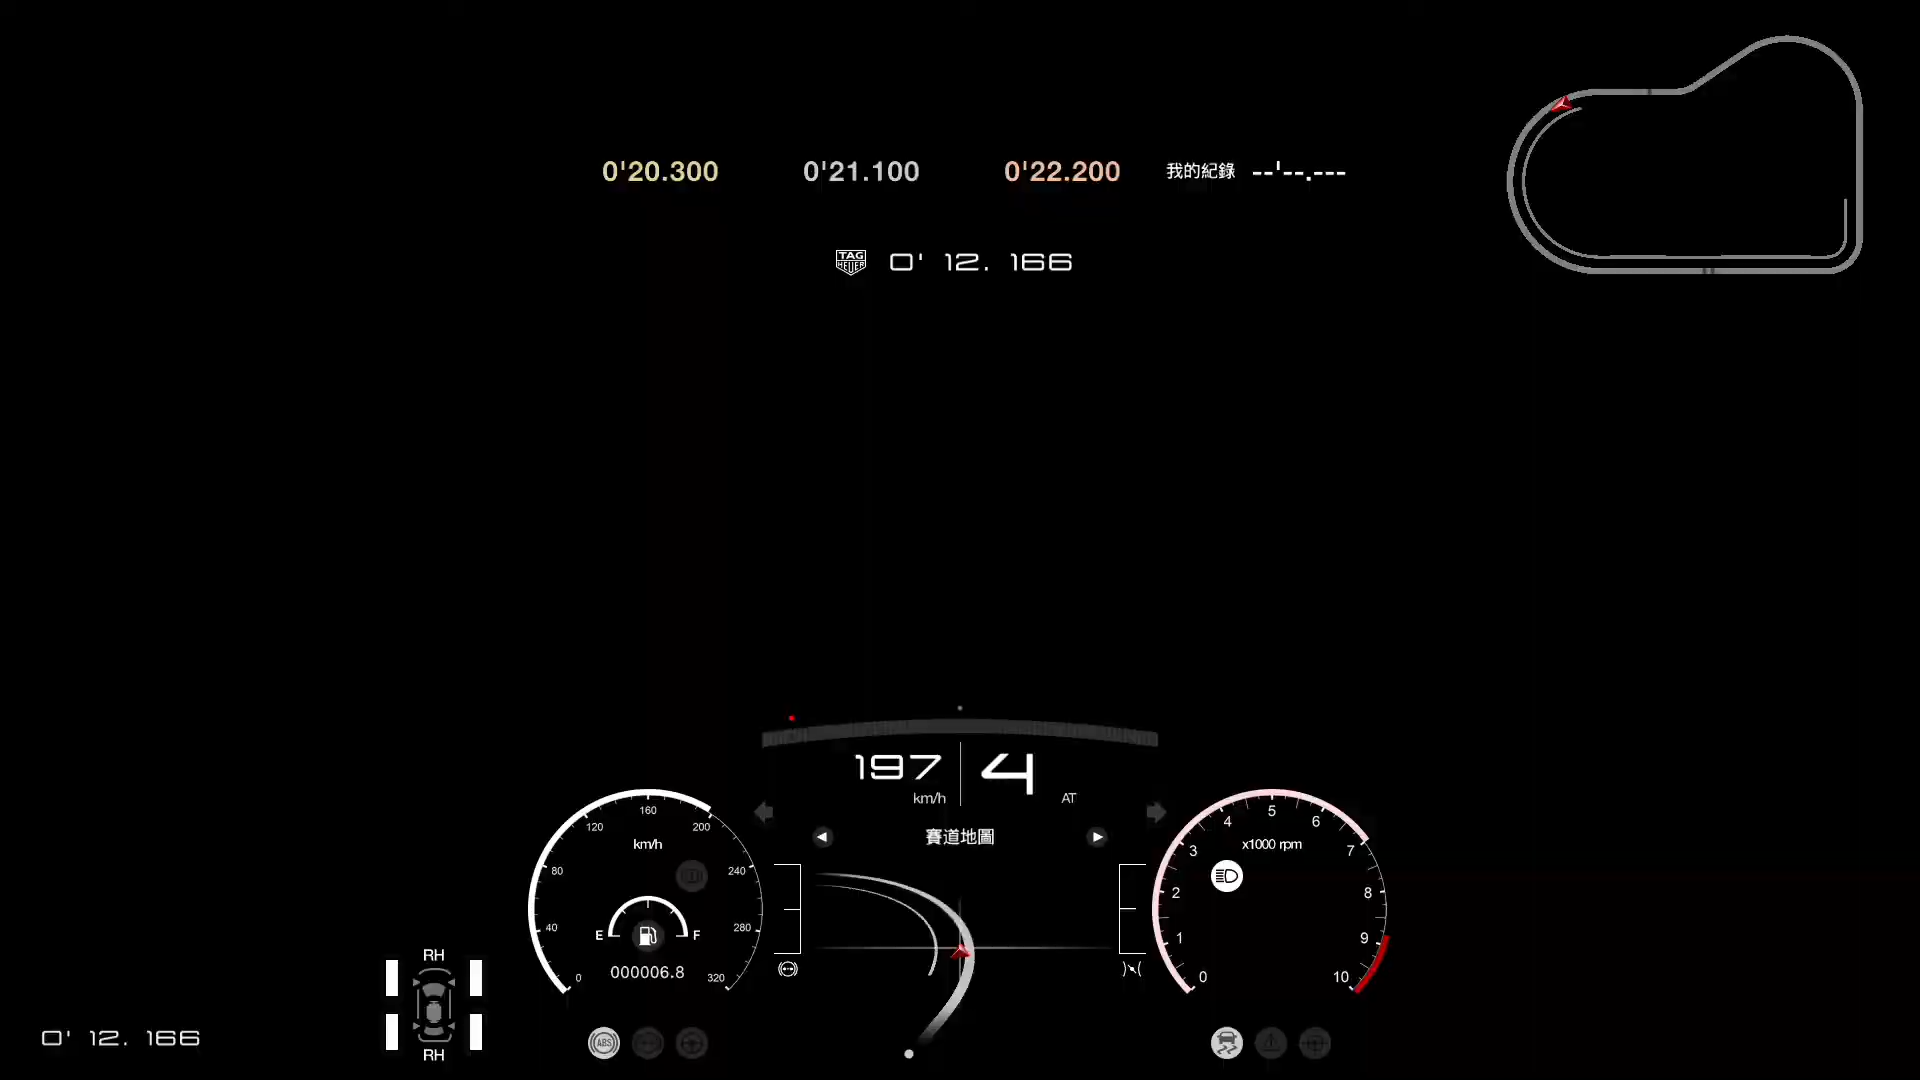 0'20.300 0'21.100 0'22.200 我的紀錄 --'--.---
TAG HEUER 0' 12. 166
197 4
km/h AT
賽道地圖
0 40 80 120 160 200 240 280 320
km/h
E F
000006.8
0 1 2 3 4 5 6 7 8 9 10
x1000 rpm
RH
RH
0' 12. 166
ABS